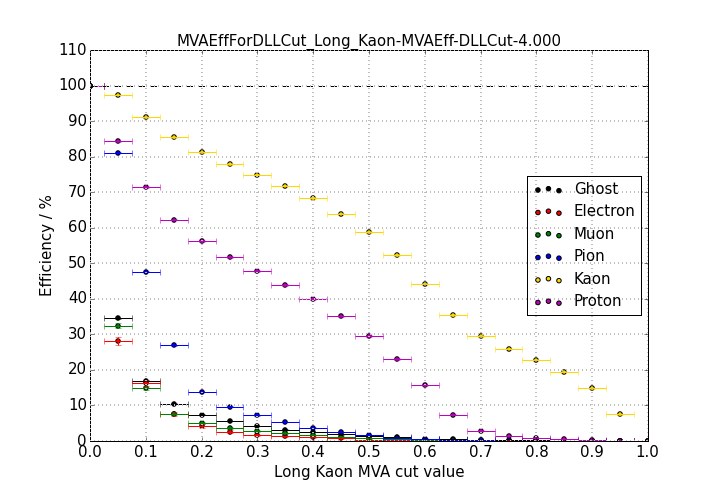 MVAEffForDLLCut_Long_Kaon-MVAEff-DLLCut-4.000
110
100
90
80
70
60
50
40
30
20
10
0
Efficiency / %
Ghost
Electron
Muon
Pion
Kaon
Proton
0.0 0.1 0.2 0.3 0.4 0.5 0.6 0.7 0.8 0.9 1.0
Long Kaon MVA cut value